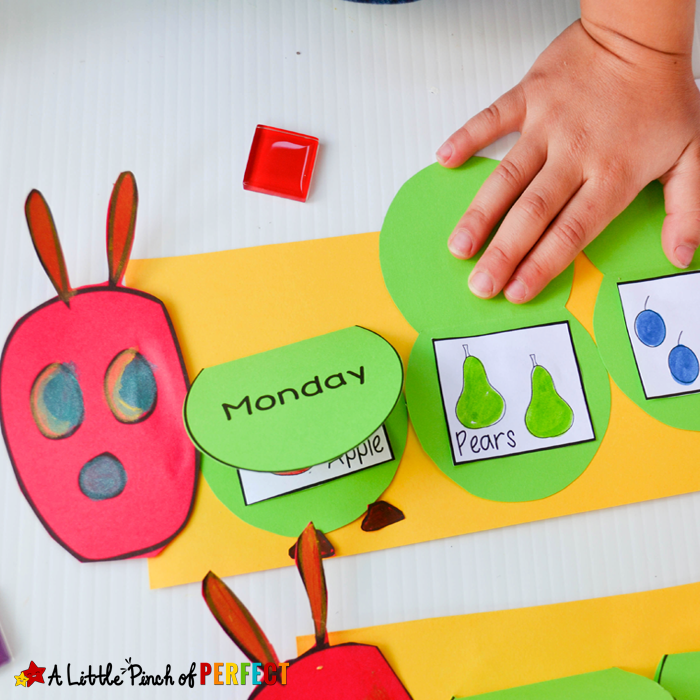 Monday
Apple
Pears
A Little Pinch of PERFECT